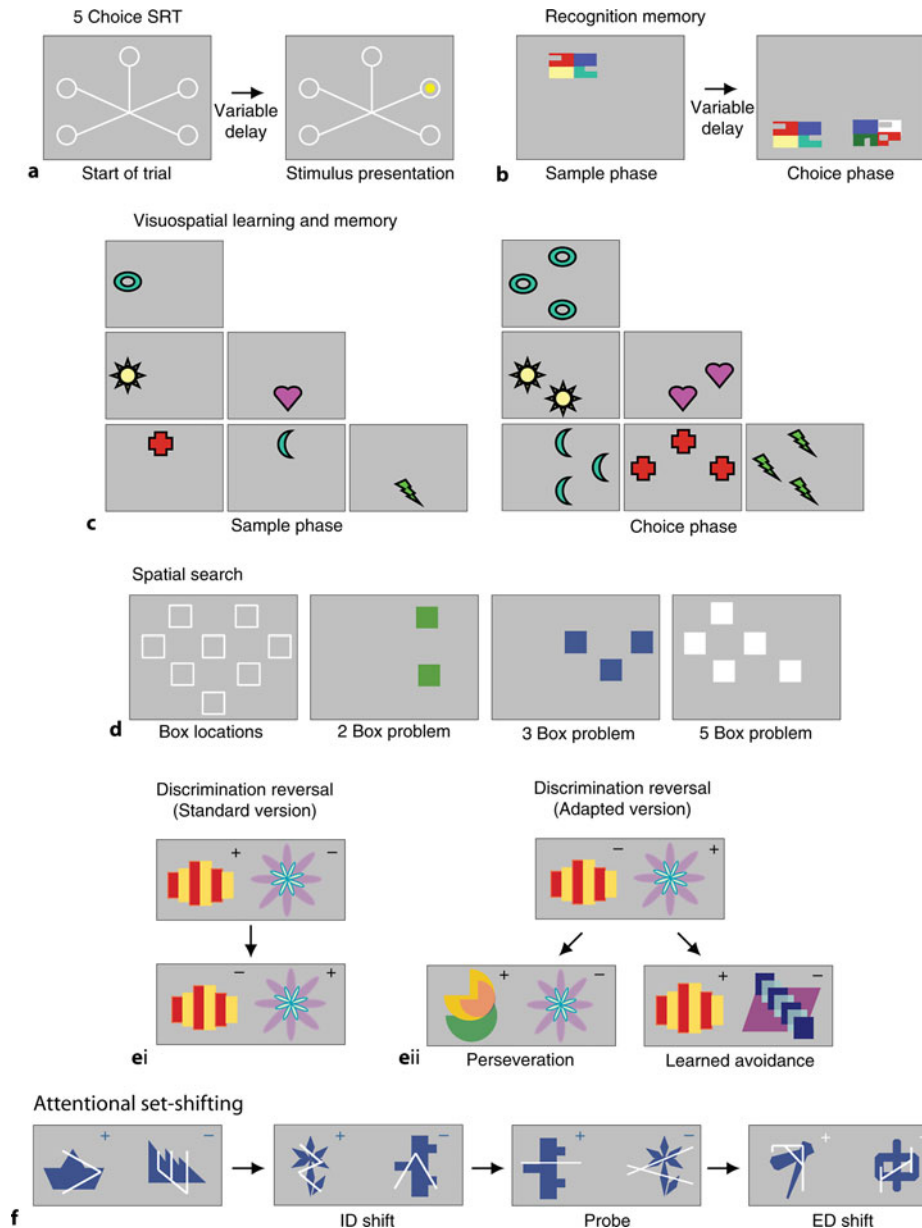 5 Choice SRT
Recognition memory
Variable
delay
Variable
delay
a
Start of trial
Stimulus presentation
b
Sample phase
Choice phase
Visuospatial learning and memory
c
Sample phase
Choice phase
Spatial search
d
Box locations
2 Box problem
3 Box problem
5 Box problem
Discrimination reversal
(Standard version)
Discrimination reversal
(Adapted version)
+ −
− +
− +
+ −
+ −
ei
eii
Perseveration
Learned avoidance
Attentional set-shifting
+ −
+ −
+ −
+ −
f
ID shift
Probe
ED shift